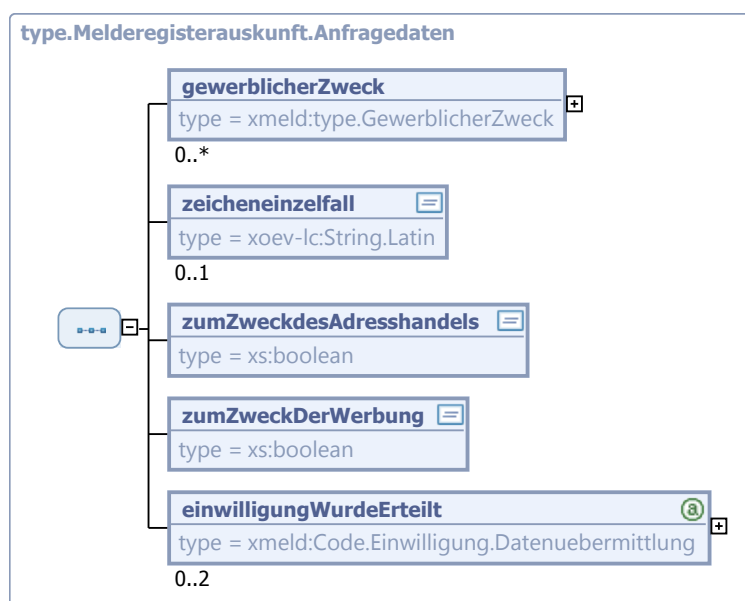 type.Melderegisterauskunft.Anfragedaten
gewerblicherZweck
type = xmeld:type.GewerblicherZweck
0..*
zeicheneinzelfall
type = xoev-lc:String.Latin
0..1
zumZweckdesAdresshandels
type = xs:boolean
zumZweckDerWerbung
type = xs:boolean
einwilligungWurdeErteilt
type = xmeld:Code.Einwilligung.Datenuebermittlung
0..2